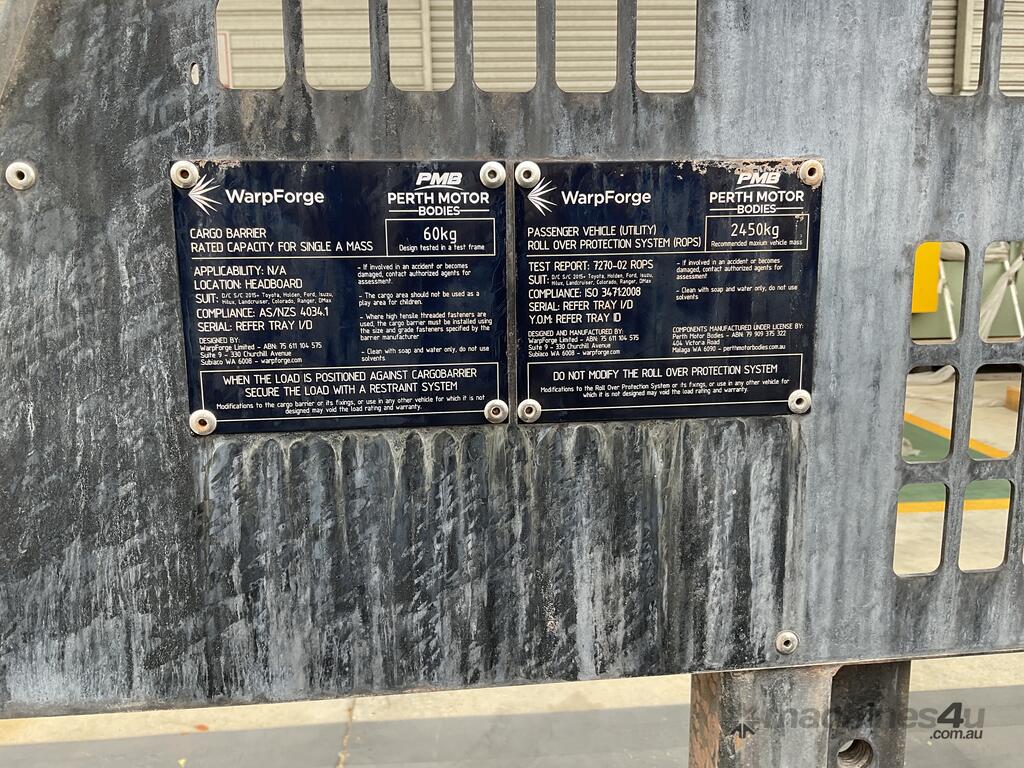 WarpForge
PMB
PERTH MOTOR
BODIES
CARGO BARRIER
RATED CAPACITY FOR SINGLE A MASS
60kg
Design tested in a test frame
APPLICABILITY: N/A
LOCATION: HEADBOARD
SUIT: D/C S/C 2015+ Toyota, Holden, Ford, Isuzu,
Hilux, Landcruiser, Colorado, Ranger, DMax
COMPLIANCE: AS/NZS 4034.1
SERIAL: REFER TRAY I/D
DESIGNED BY:
WarpForge Limited - ABN: 75 611 104 575
Suite 9 - 330 Churchill Avenue
Subiaco WA 6008 - warpforge.com
- If involved in an accident or becomes
damaged, contact authorized agents for
assessment.
- The cargo area should not be used as a
play area for children.
- Where high tensile threaded fasteners are
used, the cargo barrier must be installed using
the size and grade fasteners specified by the
barrier manufacturer
- Clean with soap and water only, do not use
solvents
WHEN THE LOAD IS POSITIONED AGAINST CARGOBARRIER
SECURE THE LOAD WITH A RESTRAINT SYSTEM
Modifications to the cargo barrier or its fixings, or use in any other vehicle for which it is not
designed may void the load rating and warranty.
WarpForge
PMB
PERTH MOTOR
BODIES
PASSENGER VEHICLE (UTILITY)
ROLL OVER PROTECTION SYSTEM (ROPS)
2450kg
Recommended maxium vehicle mass
TEST REPORT: 7270-02 ROPS
SUIT: D/C S/C 2015+ Toyota, Holden, Ford, Isuzu,
Hilux, Landcruiser, Colorado, Ranger, DMax
COMPLIANCE: ISO 3471:2008
SERIAL: REFER TRAY I/D
Y.O.M: REFER TRAY ID
- If involved in an accident or becomes
damaged, contact authorized agents for
assessment
- Clean with soap and water only, do not use
solvents
DESIGNED AND MANUFACTURED BY:
WarpForge Limited - ABN: 75 611 104 575
Suite 9 - 330 Churchill Avenue
Subiaco WA 6008 - warpforge.com
COMPONENTS MANUFACTURED UNDER LICENSE BY:
Perth Motor Bodies - ABN: 79 909 375 322
404 Victoria Road
Malaga WA 6090 - perthmotorbodies.com.au
DO NOT MODIFY THE ROLL OVER PROTECTION SYSTEM
Modifications to the Roll Over Protection System or its fixings, or use in any other vehicle for
which it is not designed may void the load rating and warranty.
machines4u
.com.au